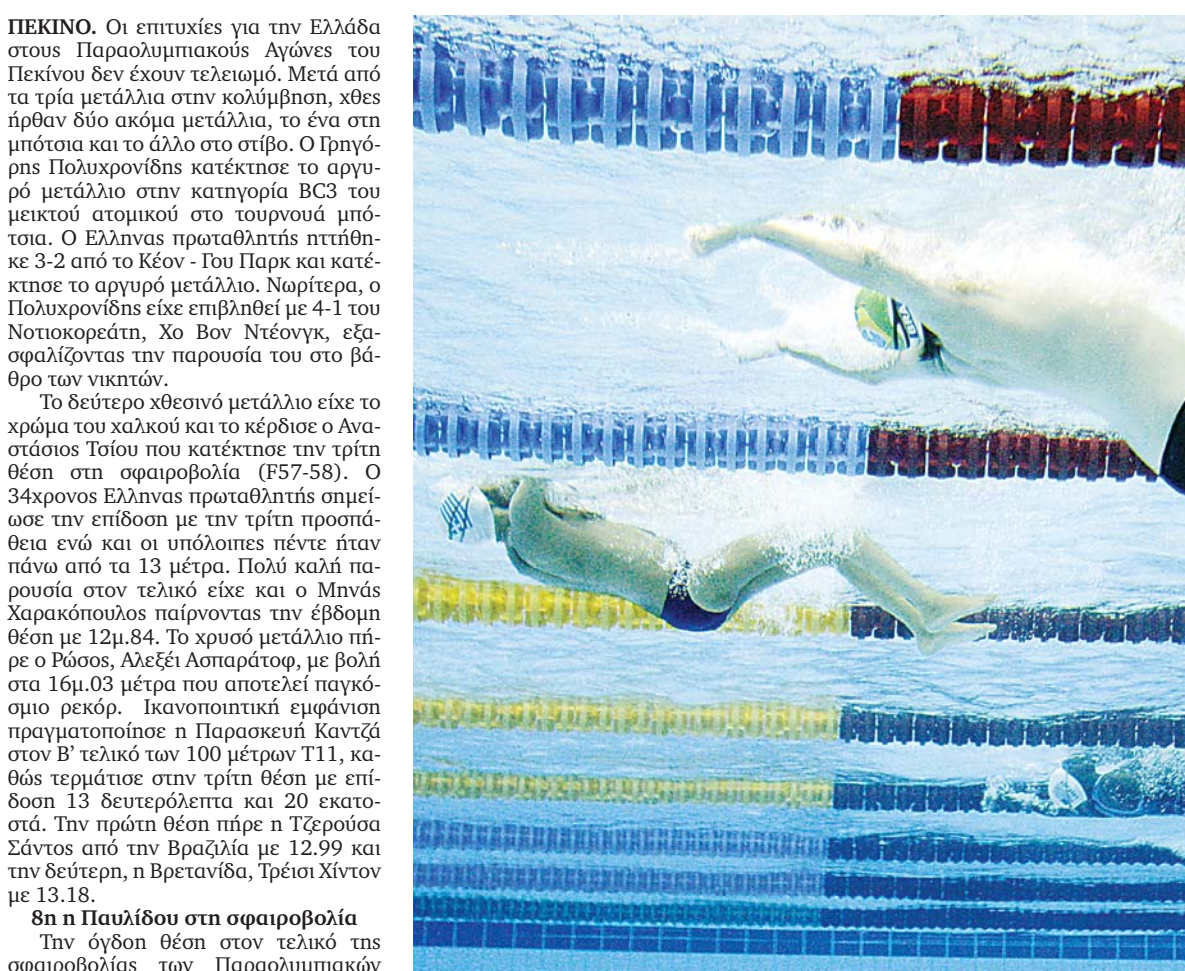 ΠΕΚΙΝΟ. Οι επιτυχίες για την Ελλάδα
στους Παραολυμπιακούς Αγώνες του
Πεκίνου δεν έχουν τελειωμό. Μετά από
τα τρία μετάλλια στην κολύμβηση, χθες
ήρθαν δύο ακόμα μετάλλια, το ένα στη
μπότσια και το άλλο στο στίβο. Ο Γρηγό-
ρης Πολυχρονίδης κατέκτησε το αργυ-
ρό μετάλλιο στην κατηγορία BC3 του
μεικτού ατομικού στο τουρνουά μπό-
τσια. Ο Ελληνας πρωταθλητής ηττήθη-
κε 3-2 από το Κέον - Γου Παρκ και κατέ-
κτησε το αργυρό μετάλλιο. Νωρίτερα, ο
Πολυχρονίδης είχε επιβληθεί με 4-1 του
Νοτιοκορεάτη, Χο Βον Ντέονγκ, εξα-
σφαλίζοντας την παρουσία του στο βά-
θρο των νικητών.
Το δεύτερο χθεσινό μετάλλιο είχε το
χρώμα του χαλκού και το κέρδισε ο Ανα-
στάσιος Τσίου που κατέκτησε την τρίτη
θέση στη σφαιροβολία (F57-58). Ο
34χρονος Ελληνας πρωταθλητής σημεί-
ωσε την επίδοση με την τρίτη προσπά-
θεια ενώ και οι υπόλοιπες πέντε ήταν
πάνω από τα 13 μέτρα. Πολύ καλή πα-
ρουσία στον τελικό είχε και ο Μηνάς
Χαρακόπουλος παίρνοντας την έβδομη
θέση με 12μ.84. Το χρυσό μετάλλιο πή-
ρε ο Ρώσος, Αλεξέι Ασπαράτοφ, με βολή
στα 16μ.03 μέτρα που αποτελεί παγκό-
σμιο ρεκόρ. Ικανοποιητική εμφάνιση
πραγματοποίησε η Παρασκευή Καντζά
στον Β’ τελικό των 100 μέτρων Τ11, κα-
θώς τερμάτισε στην τρίτη θέση με επί-
δοση 13 δευτερόλεπτα και 20 εκατο-
στά. Την πρώτη θέση πήρε η Τζερούσα
Σάντος από την Βραζιλία με 12.99 και
την δεύτερη, η Βρετανίδα, Τρέισι Χίντον
με 13.18.
8η η Παυλίδου στη σφαιροβολία
Την όγδοη θέση στον τελικό της
σφαιροβολίας των Παραολυμπιακών